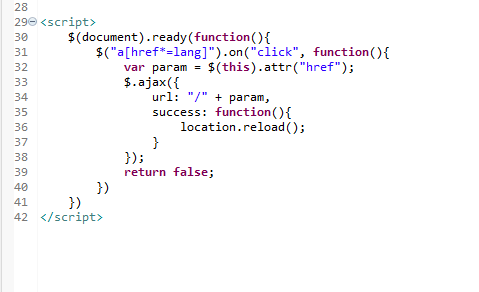 28
29 <script>
30     $(document).ready(function(){
31         $("a[href*=lang]").on("click", function(){
32             var param = $(this).attr("href");
33             $.ajax({
34                 url: "/" + param,
35                 success: function(){
36                     location.reload();
37                 }
38             });
39             return false;
40         })
41     })
42 </script>